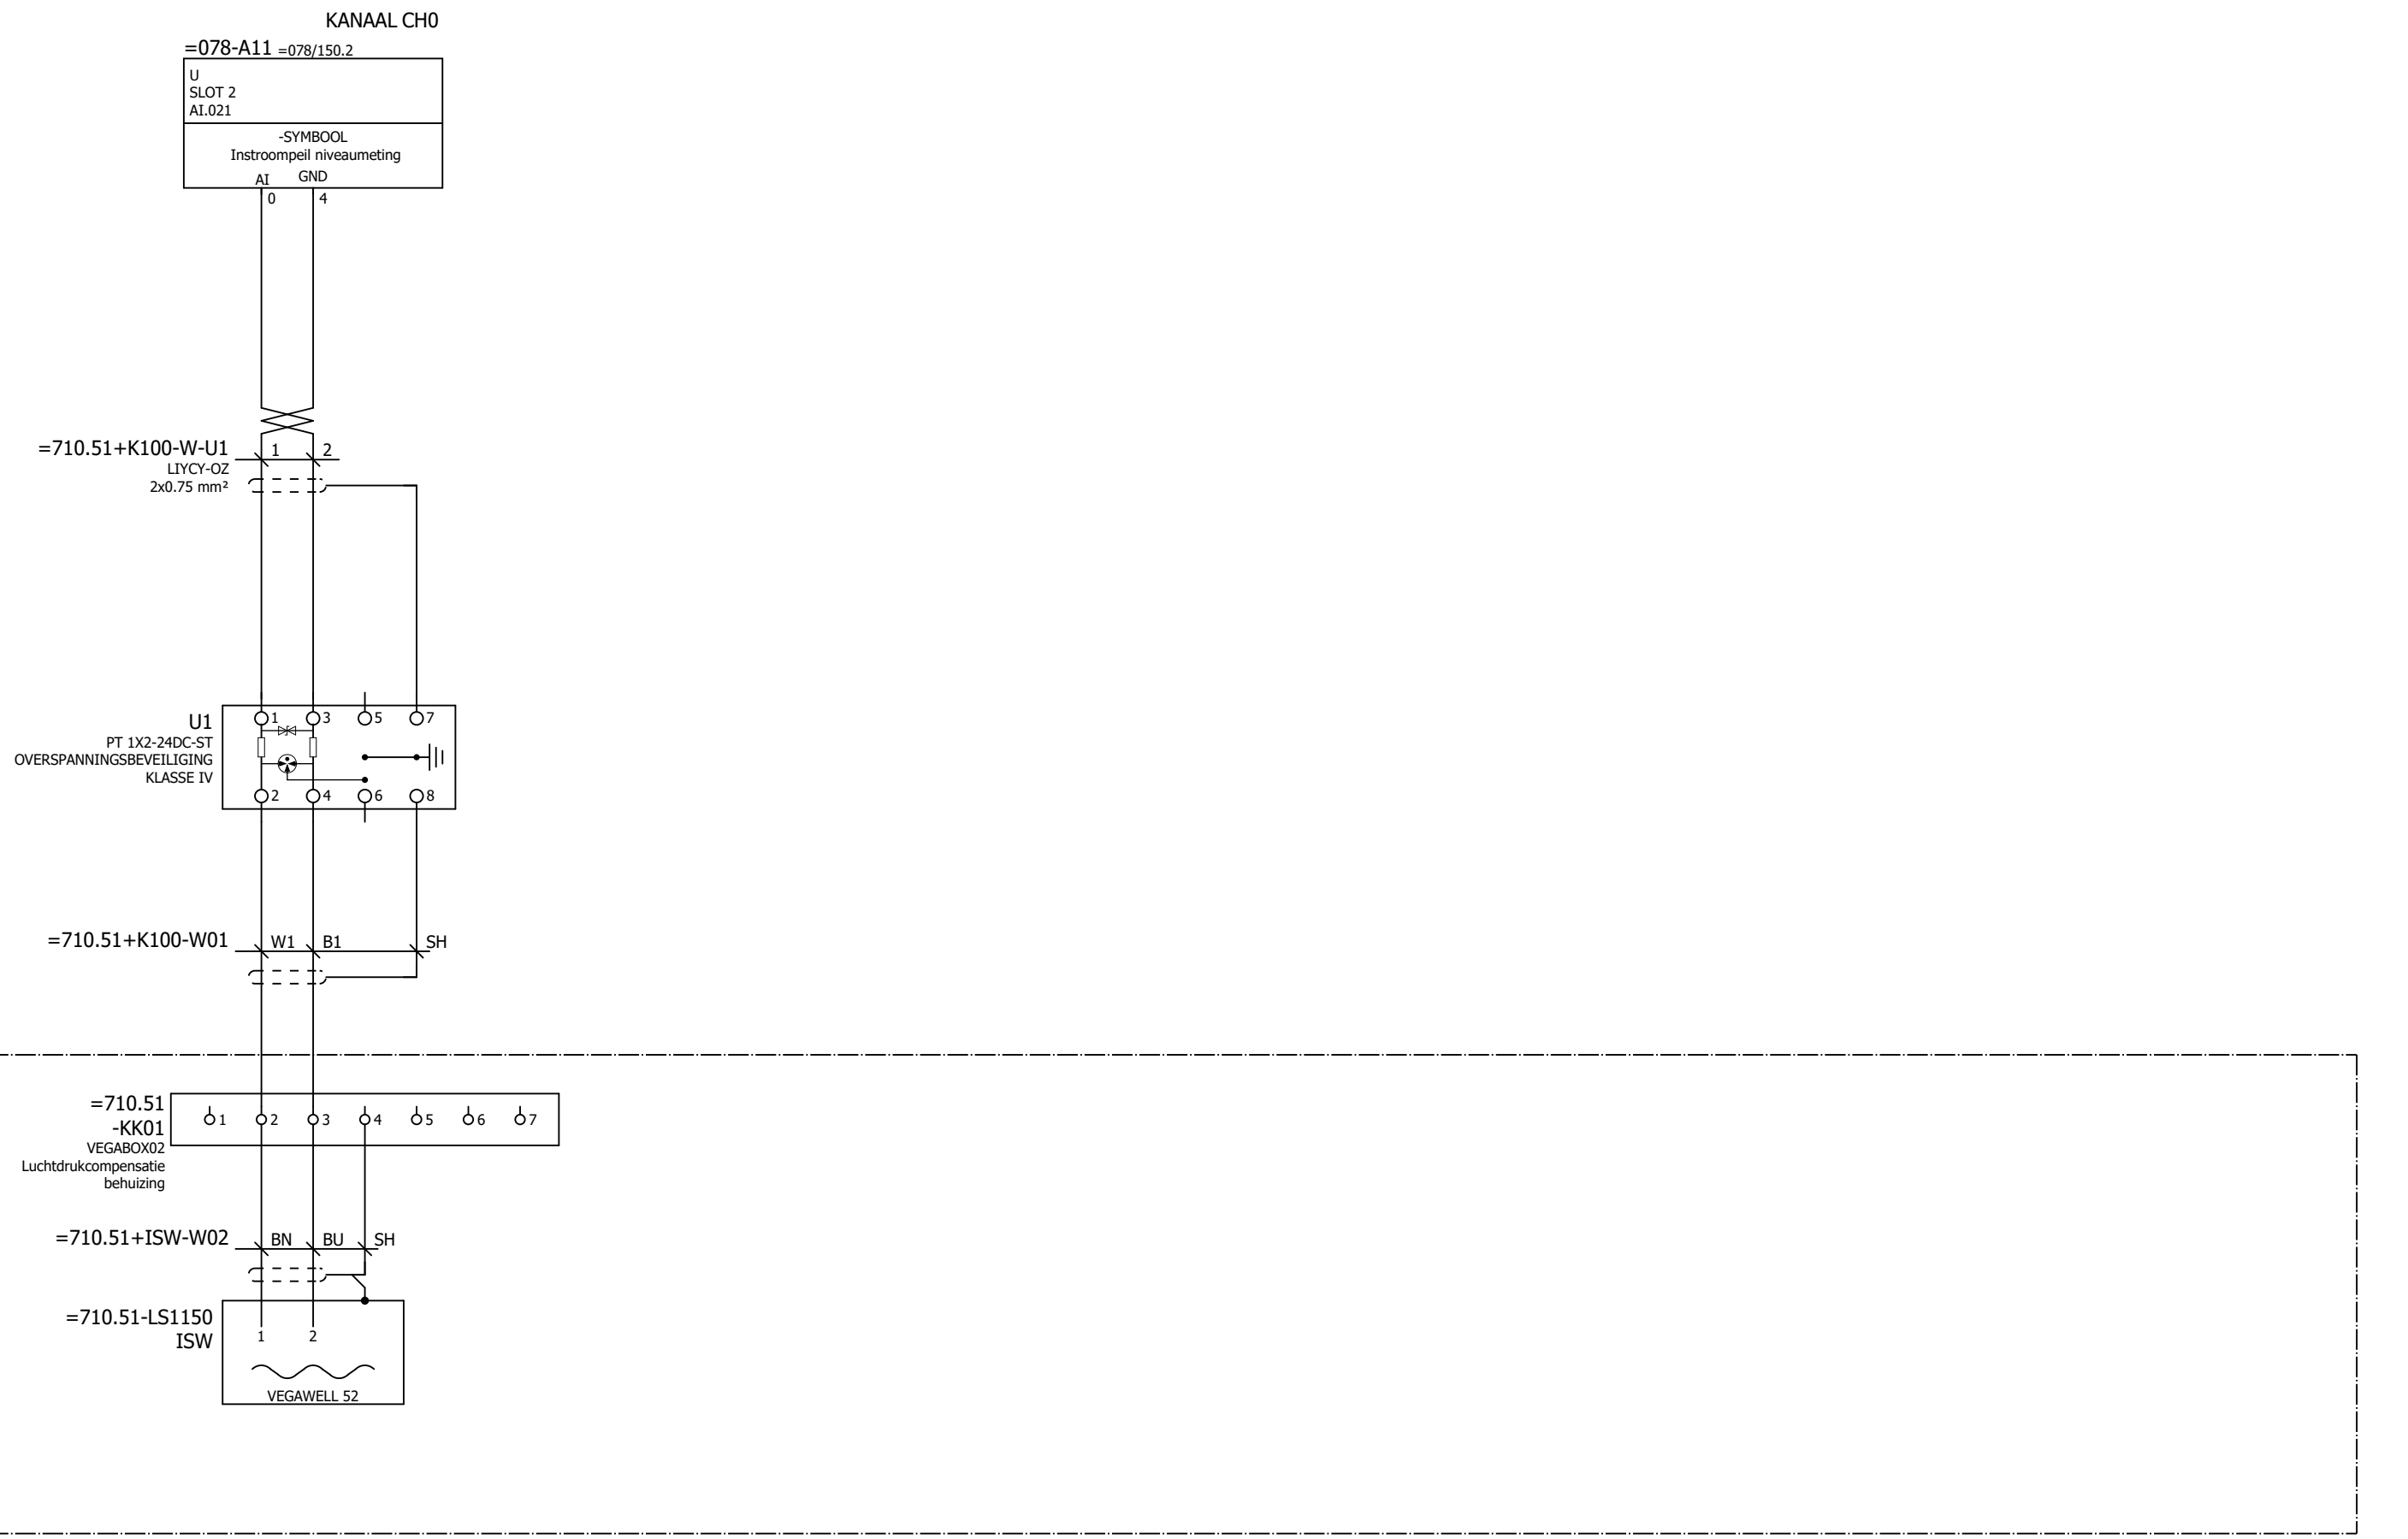 KANAAL CH0
=078-A11 =078/150.2
U
SLOT 2
AI.021
-SYMBOOL
Instroompeil niveaumeting
AI GND
0 4
=710.51+K100-W-U1 1 2
LIYCY-OZ
2x0.75 mm²
U1 1 3 5 7
PT 1X2-24DC-ST
OVERSPANNINGSBEVEILIGING
KLASSE IV
2 4 6 8
=710.51+K100-W01 W1 B1 SH
=710.51
-KK01 1 2 3 4 5 6 7
VEGABOX02
Luchtdrukcompensatie
behuizing
=710.51+ISW-W02 BN BU SH
=710.51-LS1150
ISW 1 2
VEGAWELL 52